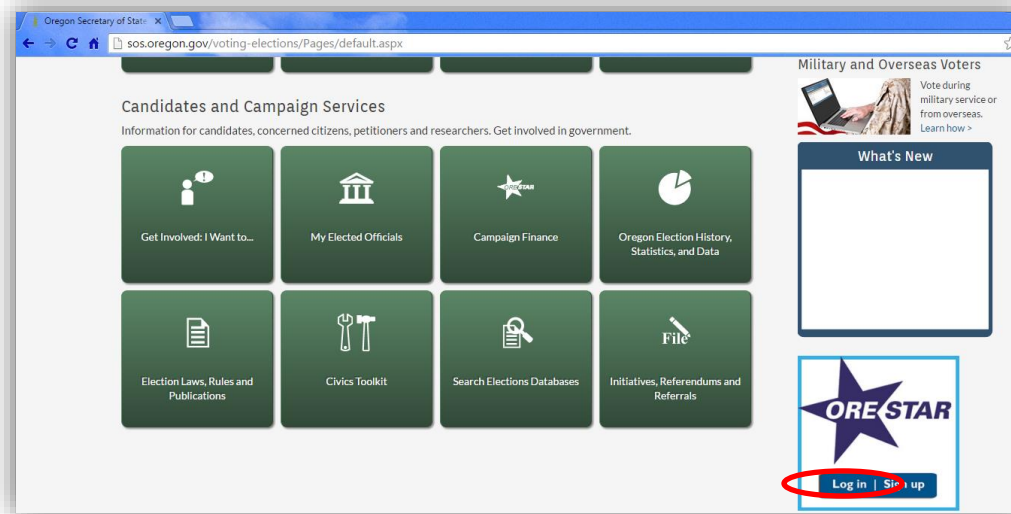 Oregon Secretary of State
sos.oregon.gov/voting-elections/Pages/default.aspx
Candidates and Campaign Services
Information for candidates, concerned citizens, petitioners and researchers. Get involved in government.
Get Involved: I Want to...
My Elected Officials
ORESTAR
Campaign Finance
Oregon Election History,
Statistics, and Data
Election Laws, Rules and
Publications
Civics Toolkit
Search Elections Databases
File
Initiatives, Referendums and
Referrals
Military and Overseas Voters
Vote during
military service or
from overseas.
Learn how >
What's New
ORESTAR
Log in | Sign up